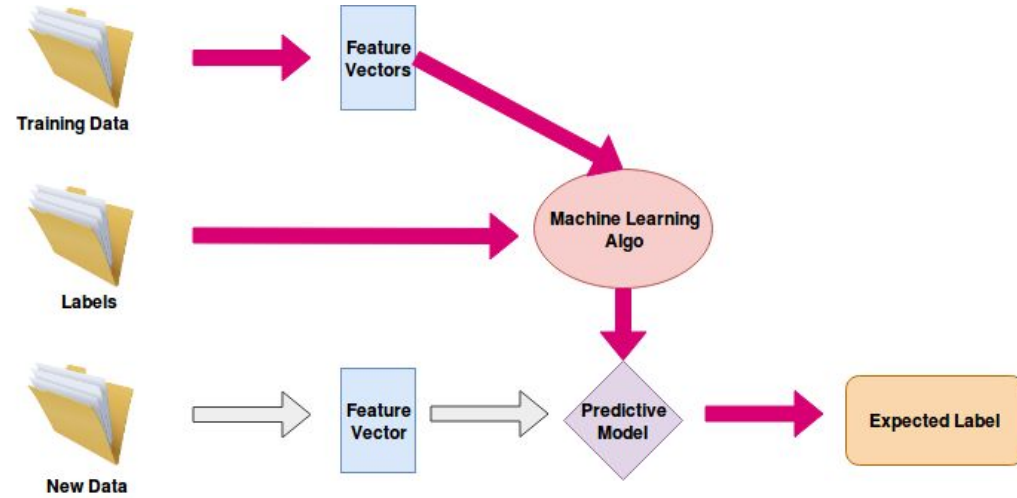 Feature
Vectors
Training Data
Machine Learning
Algo
Labels
Feature
Vector
Predictive
Model
Expected Label
New Data